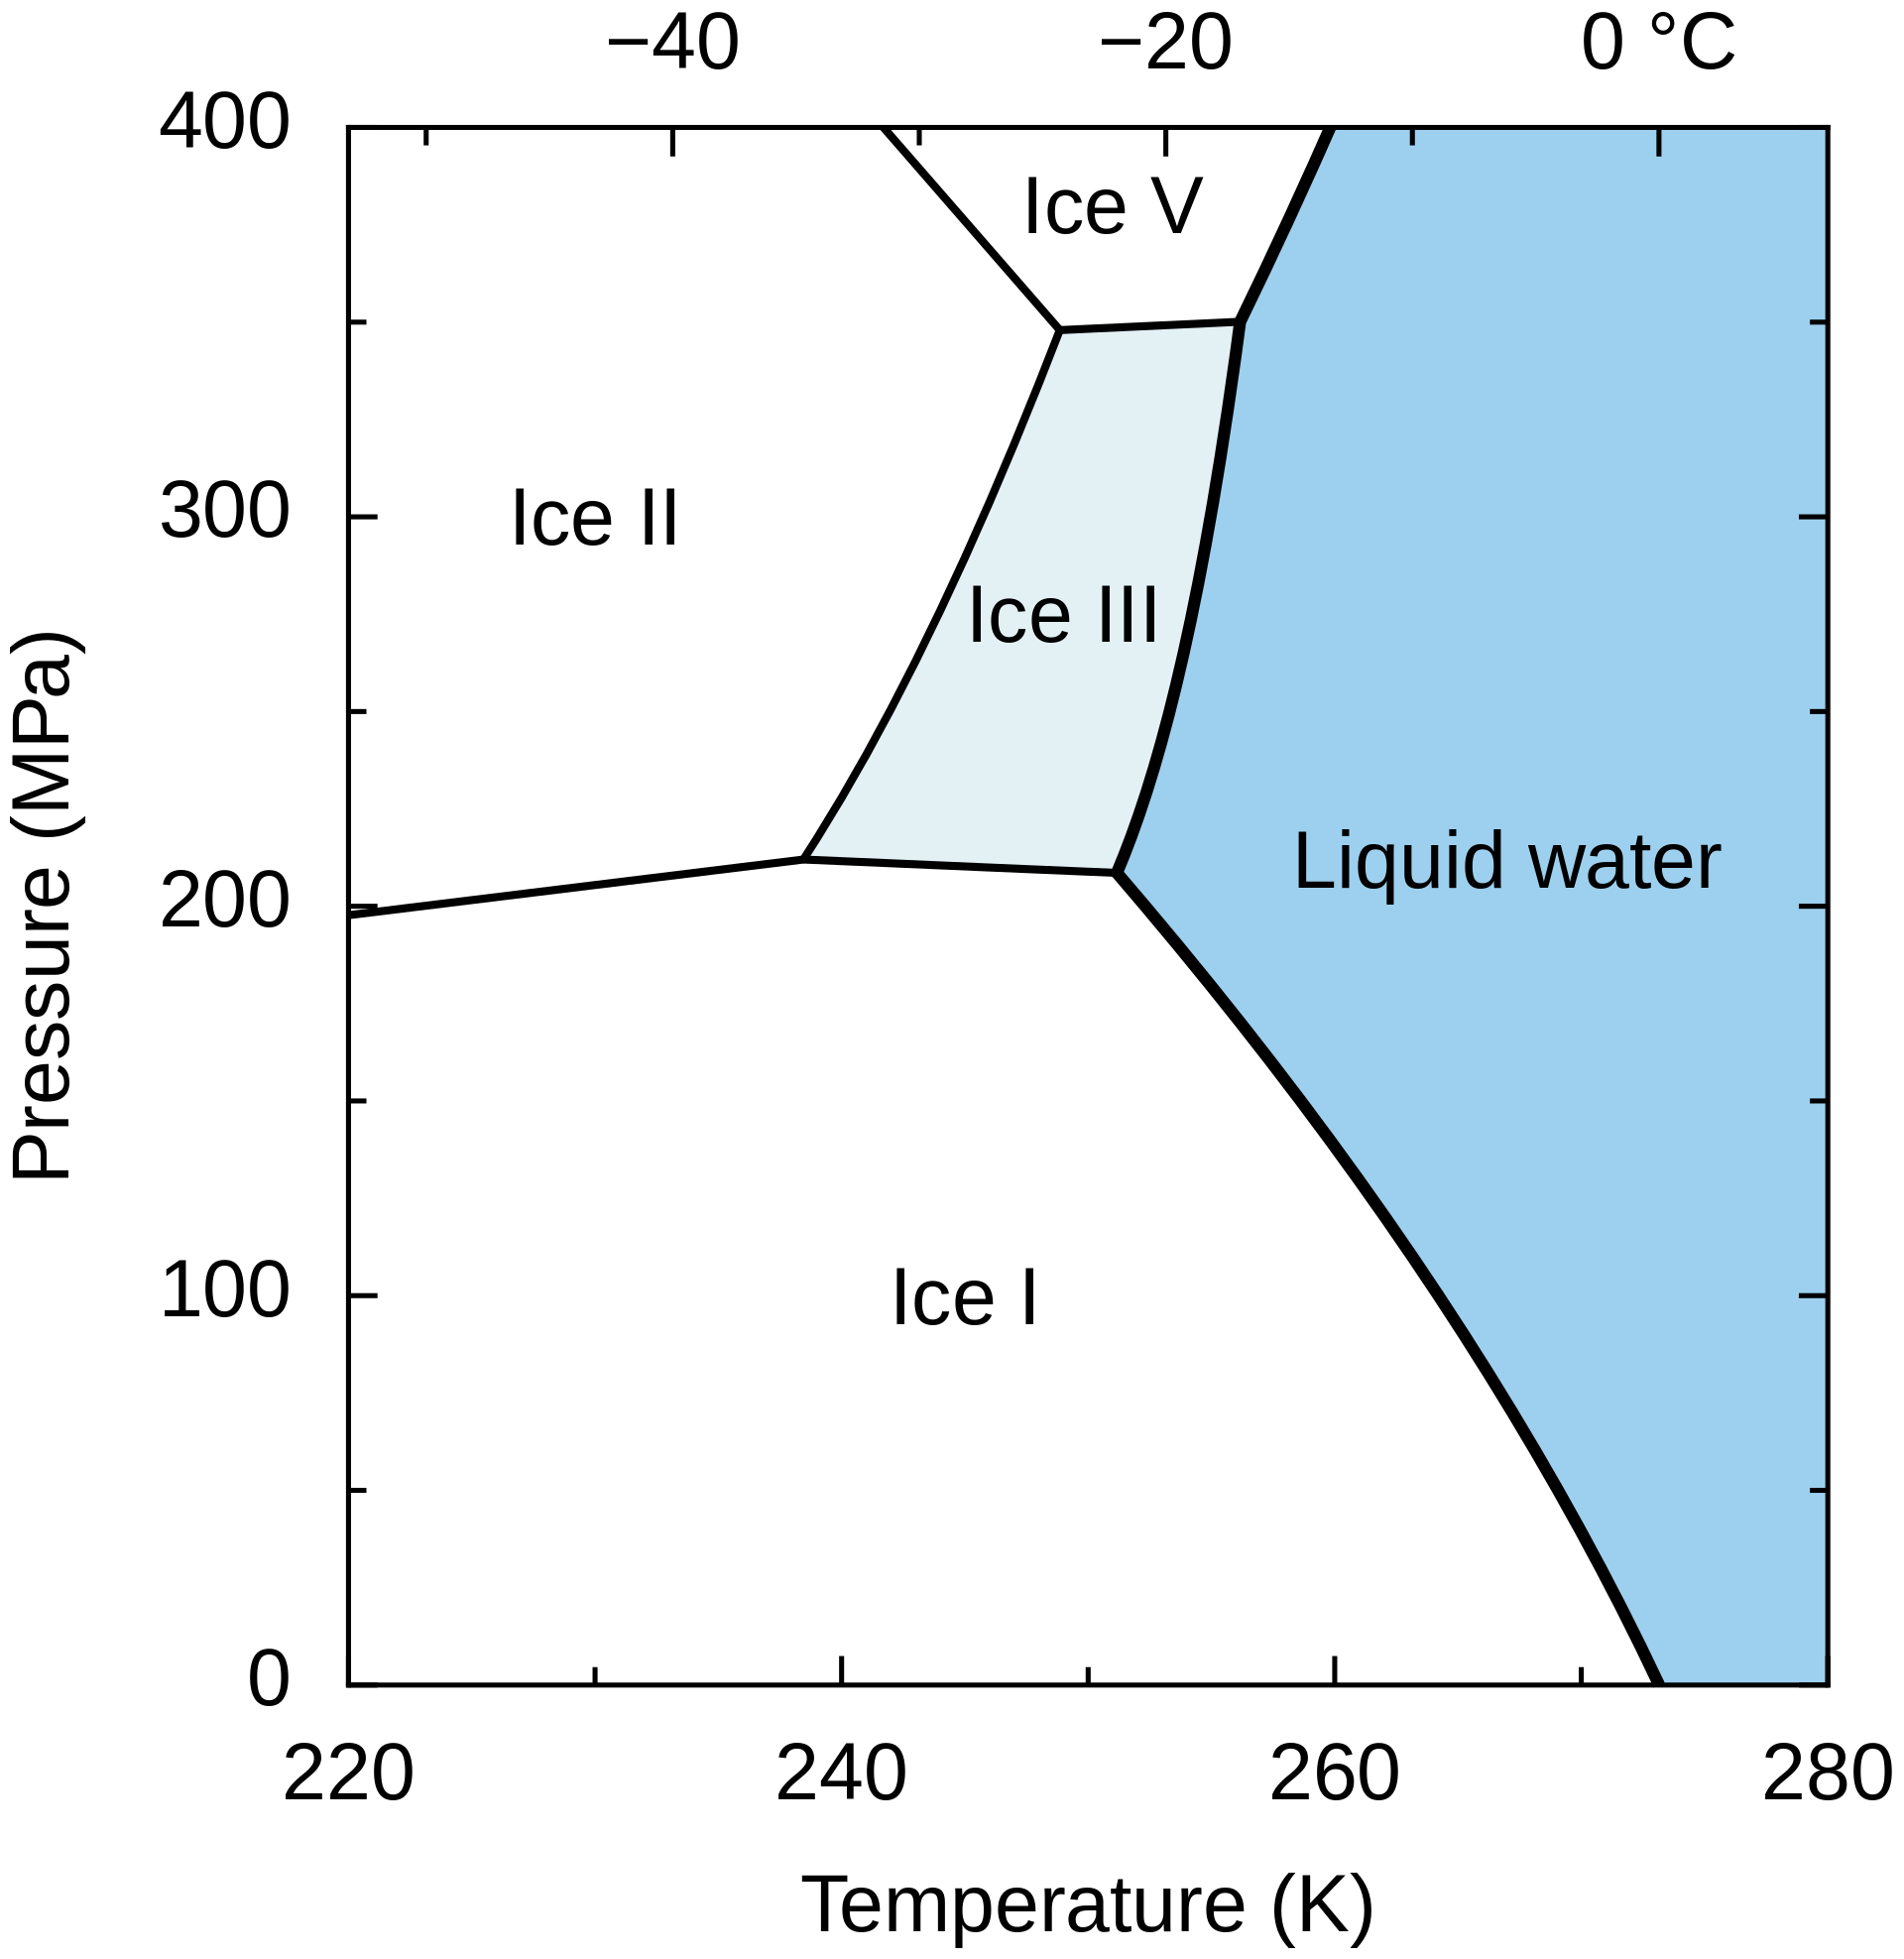 −40 −20 0 °C
400
Ice V
300
Ice II
Ice III
Pressure (MPa)
200
Liquid water
100
Ice I
0
220 240 260 280
Temperature (K)